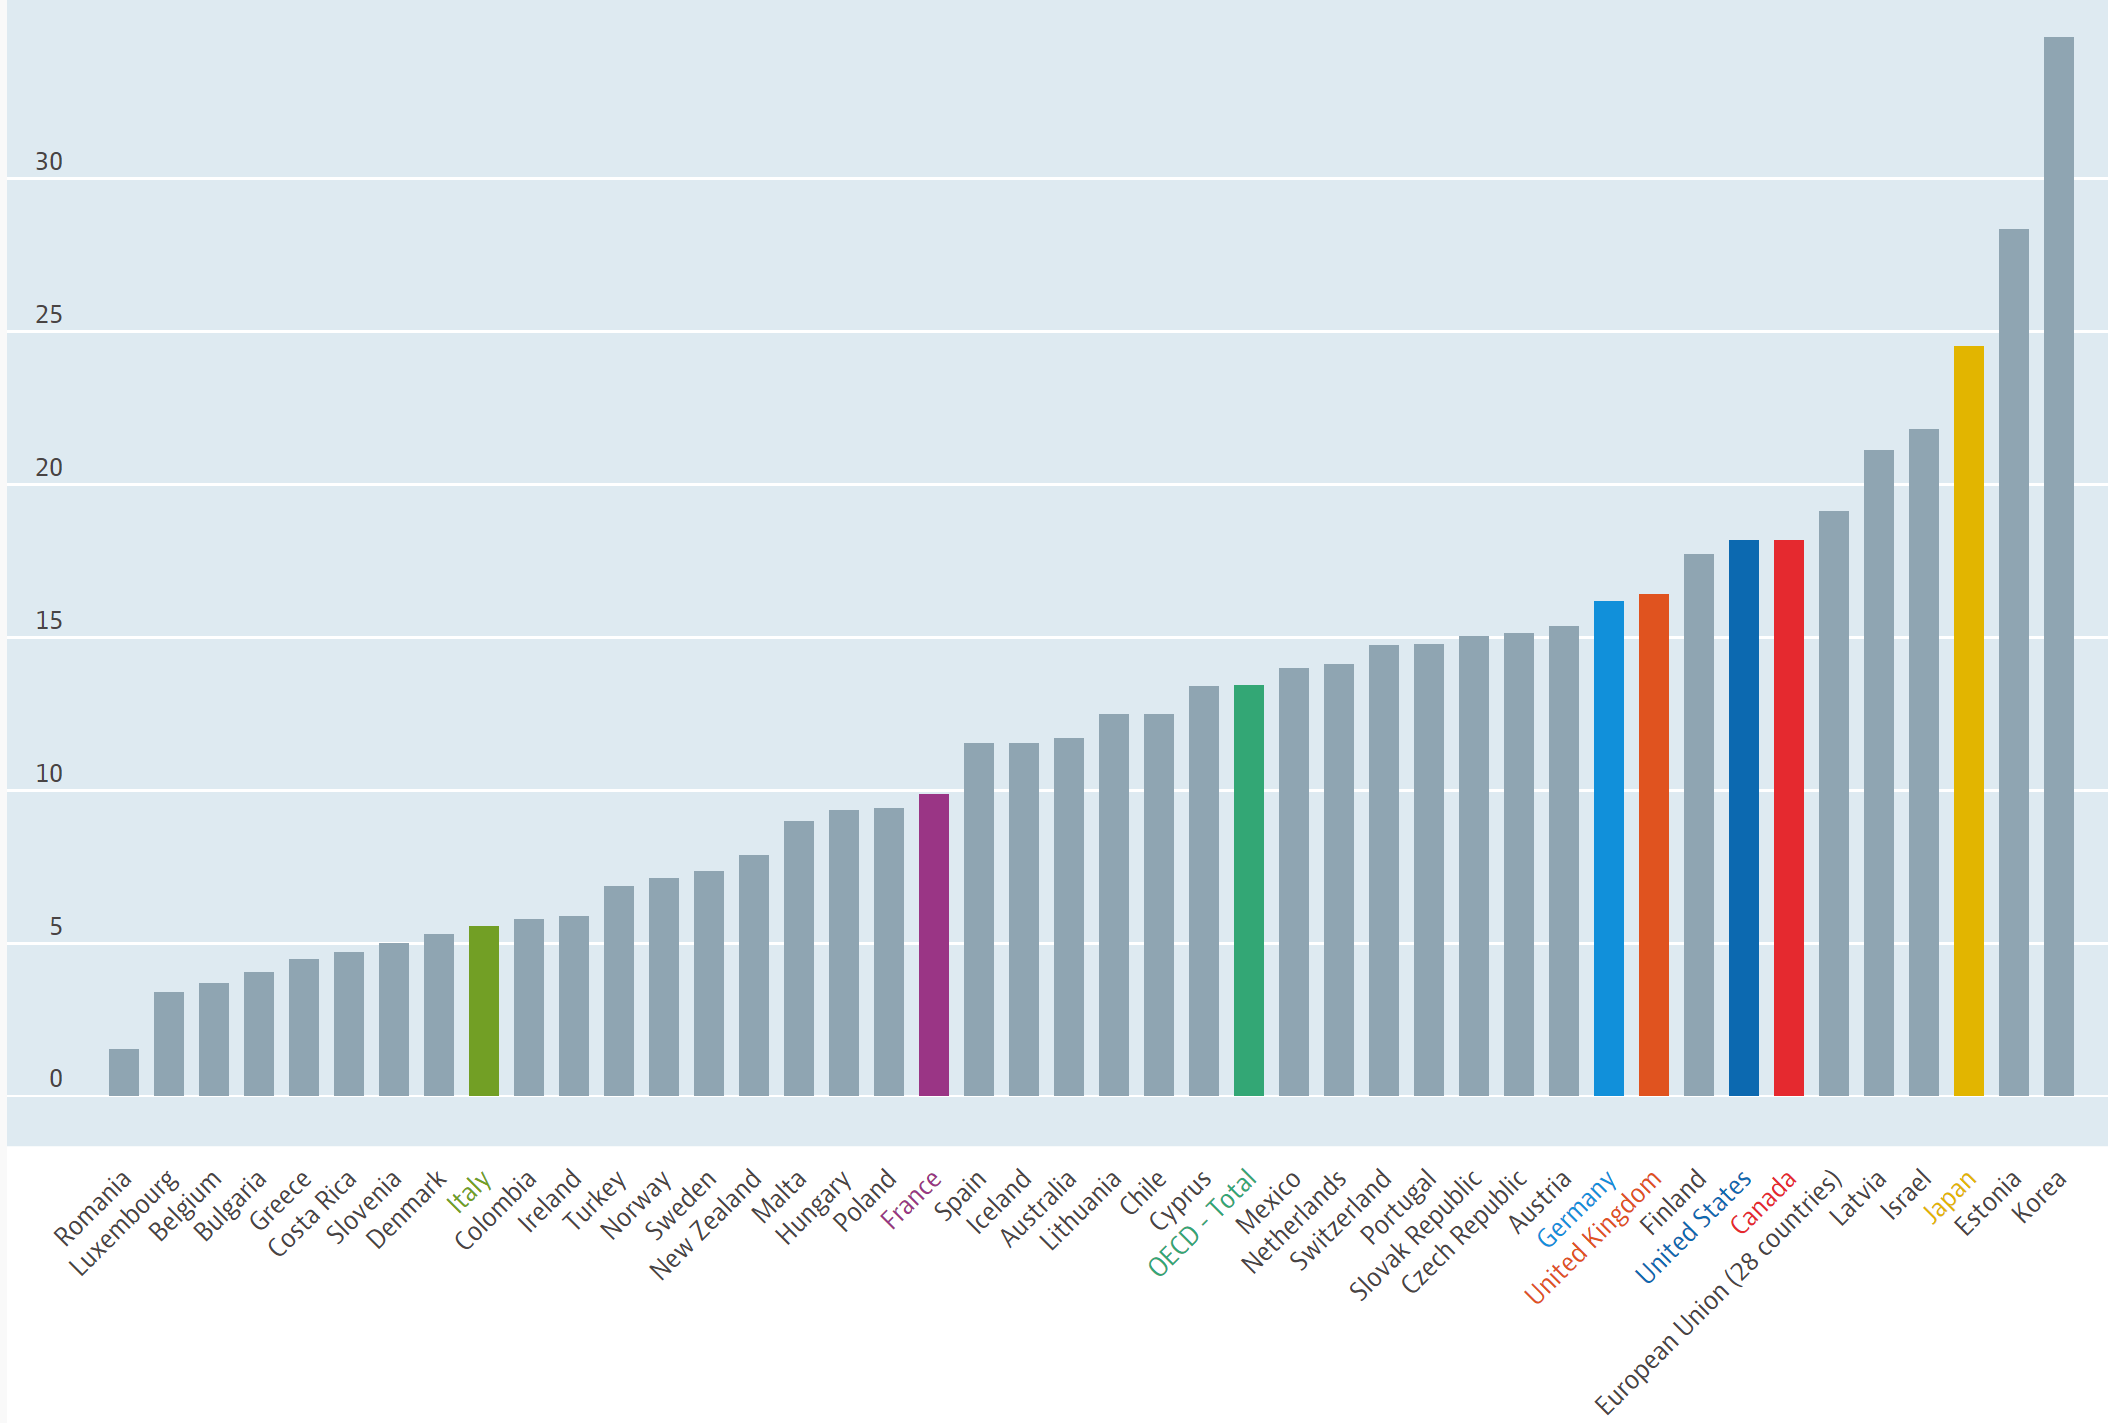 30
25
20
15
10
5
0
Romania
Luxembourg
Belgium
Bulgaria
Greece
Costa Rica
Slovenia
Denmark
Italy
Colombia
Ireland
Turkey
Norway
Sweden
New Zealand
Malta
Hungary
Poland
France
Spain
Iceland
Australia
Lithuania
Chile
Cyprus
OECD - Total
Mexico
Netherlands
Switzerland
Portugal
Slovak Republic
Czech Republic
Austria
Germany
United Kingdom
Finland
United States
Canada
European Union (28 countries)
Latvia
Israel
Japan
Estonia
Korea